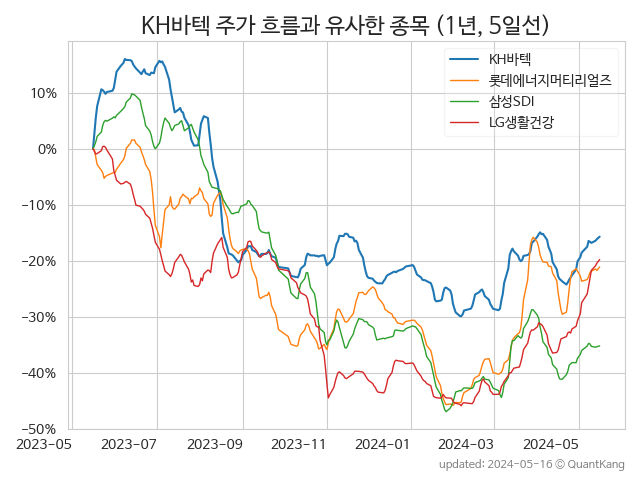 KH바텍 주가 흐름과 유사한 종목 (1년, 5일선)
KH바텍
롯데에너지머티리얼즈
삼성SDI
LG생활건강
10%
0%
−10%
−20%
−30%
−40%
−50%
2023-05 2023-07 2023-09 2023-11 2024-01 2024-03 2024-05
updated: 2024-05-16 © QuantKang